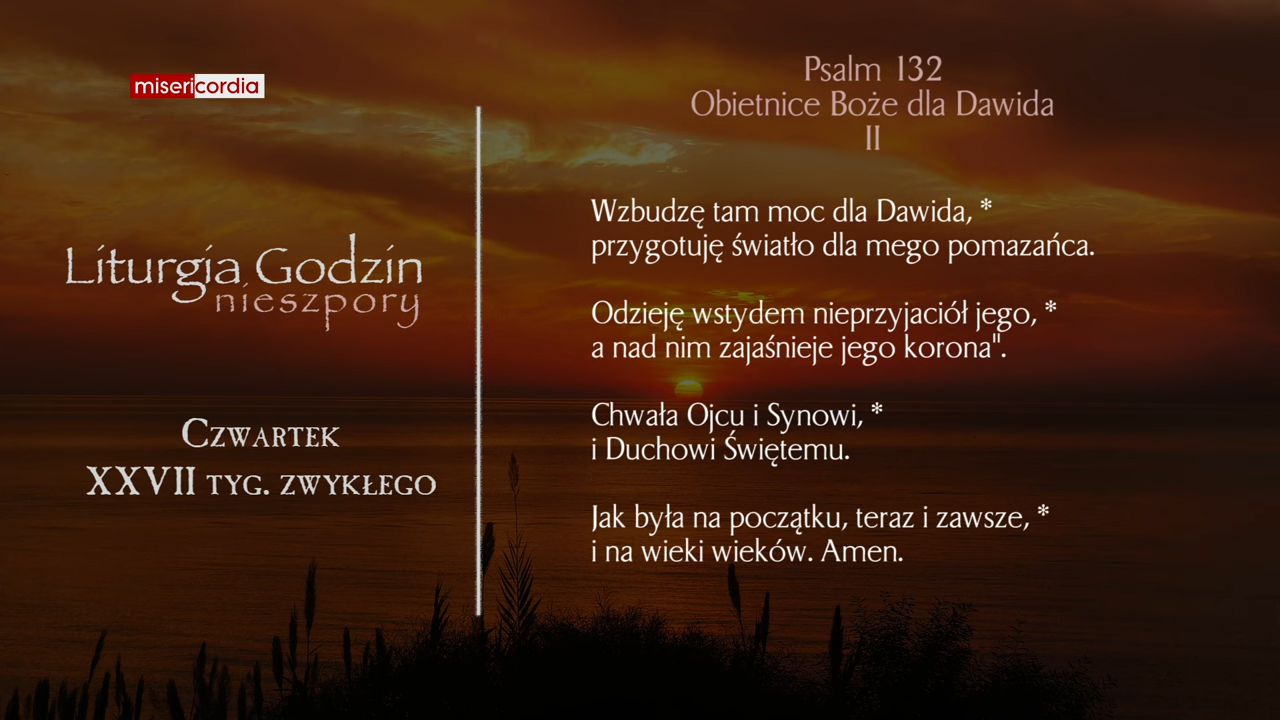 misericordia
Liturgia Godzin
nieszpory
Czwartek
XXVII tyg. zwykłego
Psalm 132
Obietnice Boże dla Dawida
II
Wzbudzę tam moc dla Dawida, *
przygotuję światło dla mego pomazańca.
Odzieję wstydem nieprzyjaciół jego, *
a nad nim zajaśnieje jego korona".
Chwała Ojcu i Synowi, *
i Duchowi Świętemu.
Jak była na początku, teraz i zawsze, *
i na wieki wieków. Amen.